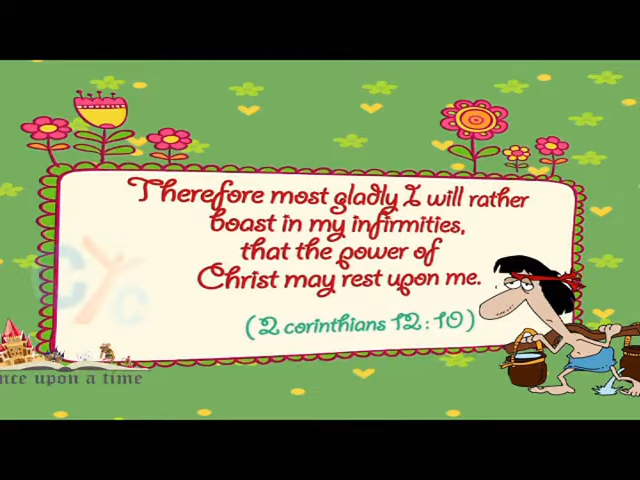 Therefore most gladly I will rather
boast in my infirmities,
that the power of
Christ may rest upon me.
(2 corinthians 12:10)
CYC
nce upon a time